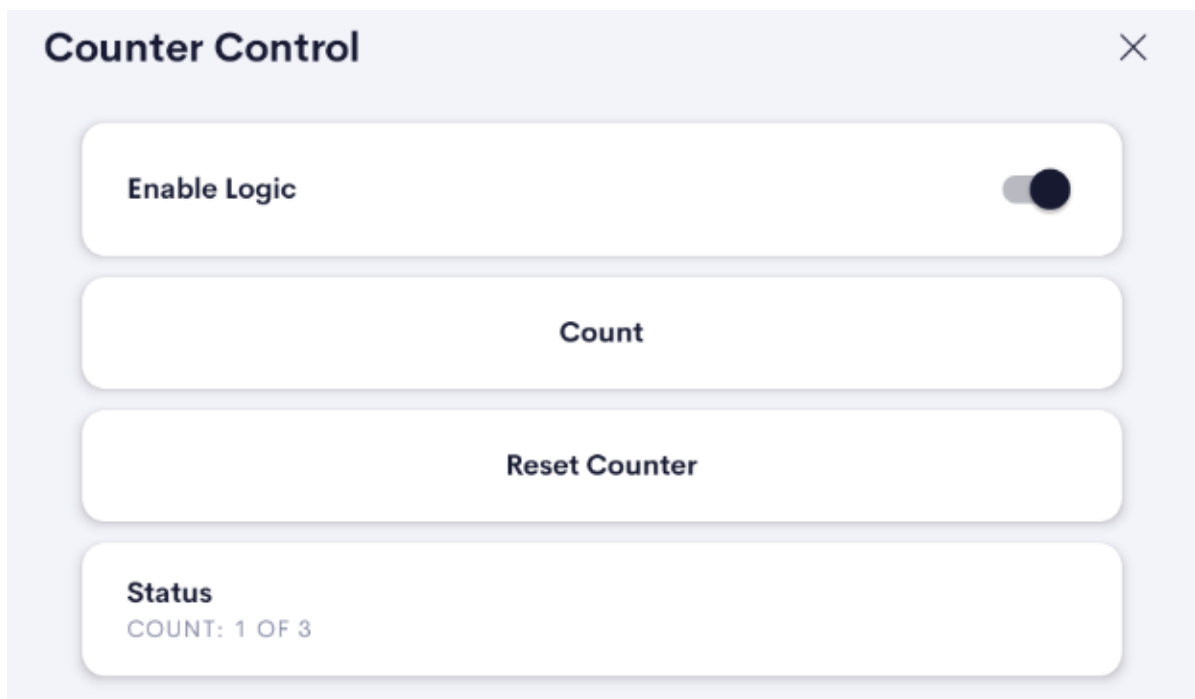 Counter Control
Enable Logic
Count
Reset Counter
Status
COUNT: 1 OF 3